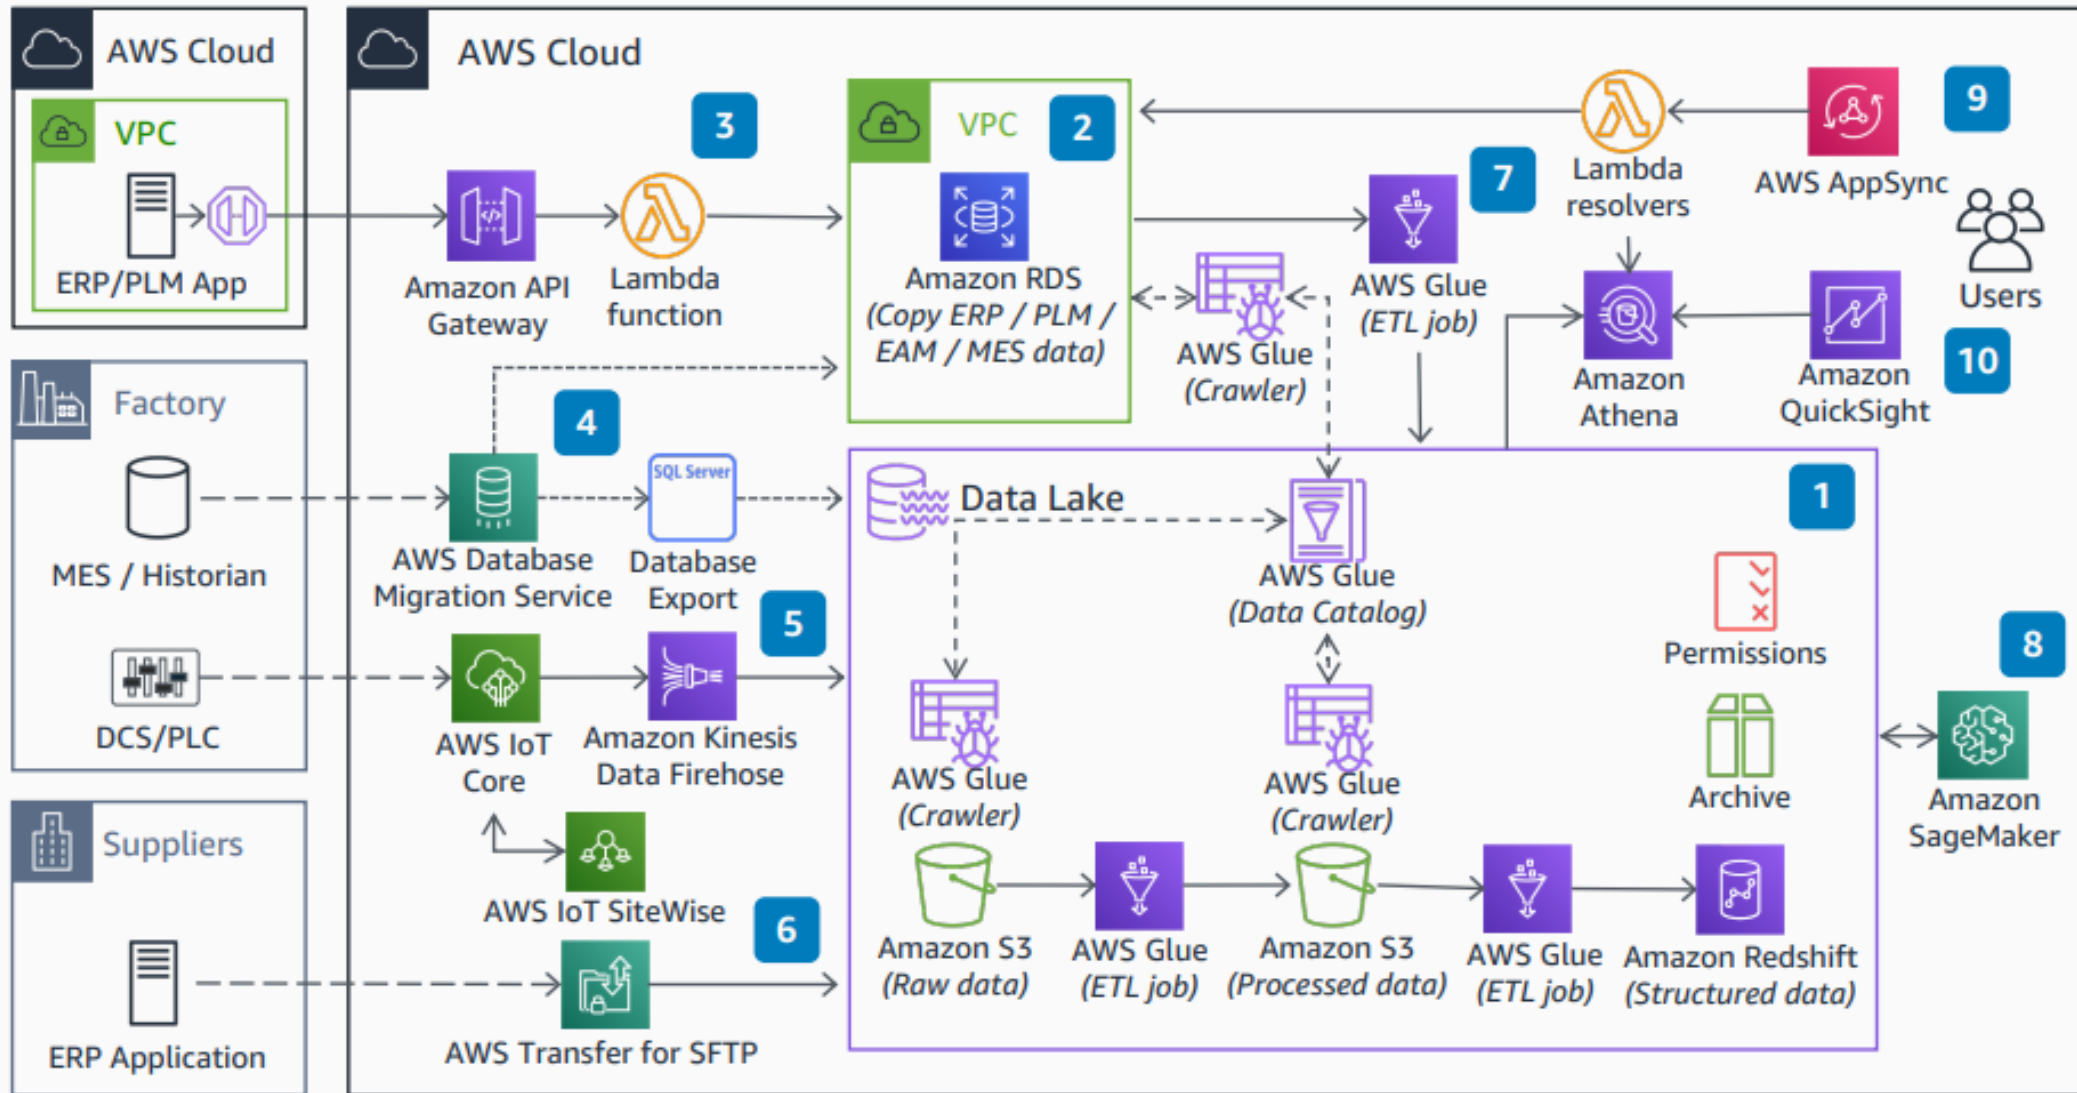 AWS Cloud
VPC
ERP/PLM App
Factory
MES / Historian
DCS/PLC
Suppliers
ERP Application
AWS Cloud
3
Amazon API
Gateway
Lambda
function
VPC
2
Amazon RDS
(Copy ERP / PLM /
EAM / MES data)
7
AWS Glue
(ETL job)
AWS Glue
(Crawler)
Lambda
resolvers
AWS AppSync
9
Users
Amazon
Athena
Amazon
QuickSight
10
4
AWS Database
Migration Service
SQL Server
Database
Export
5
AWS IoT
Core
Amazon Kinesis
Data Firehose
AWS IoT SiteWise
6
AWS Transfer for SFTP
Data Lake
1
AWS Glue
(Data Catalog)
Permissions
Archive
AWS Glue
(Crawler)
AWS Glue
(Crawler)
Amazon S3
(Raw data)
AWS Glue
(ETL job)
Amazon S3
(Processed data)
AWS Glue
(ETL job)
Amazon Redshift
(Structured data)
8
Amazon
SageMaker